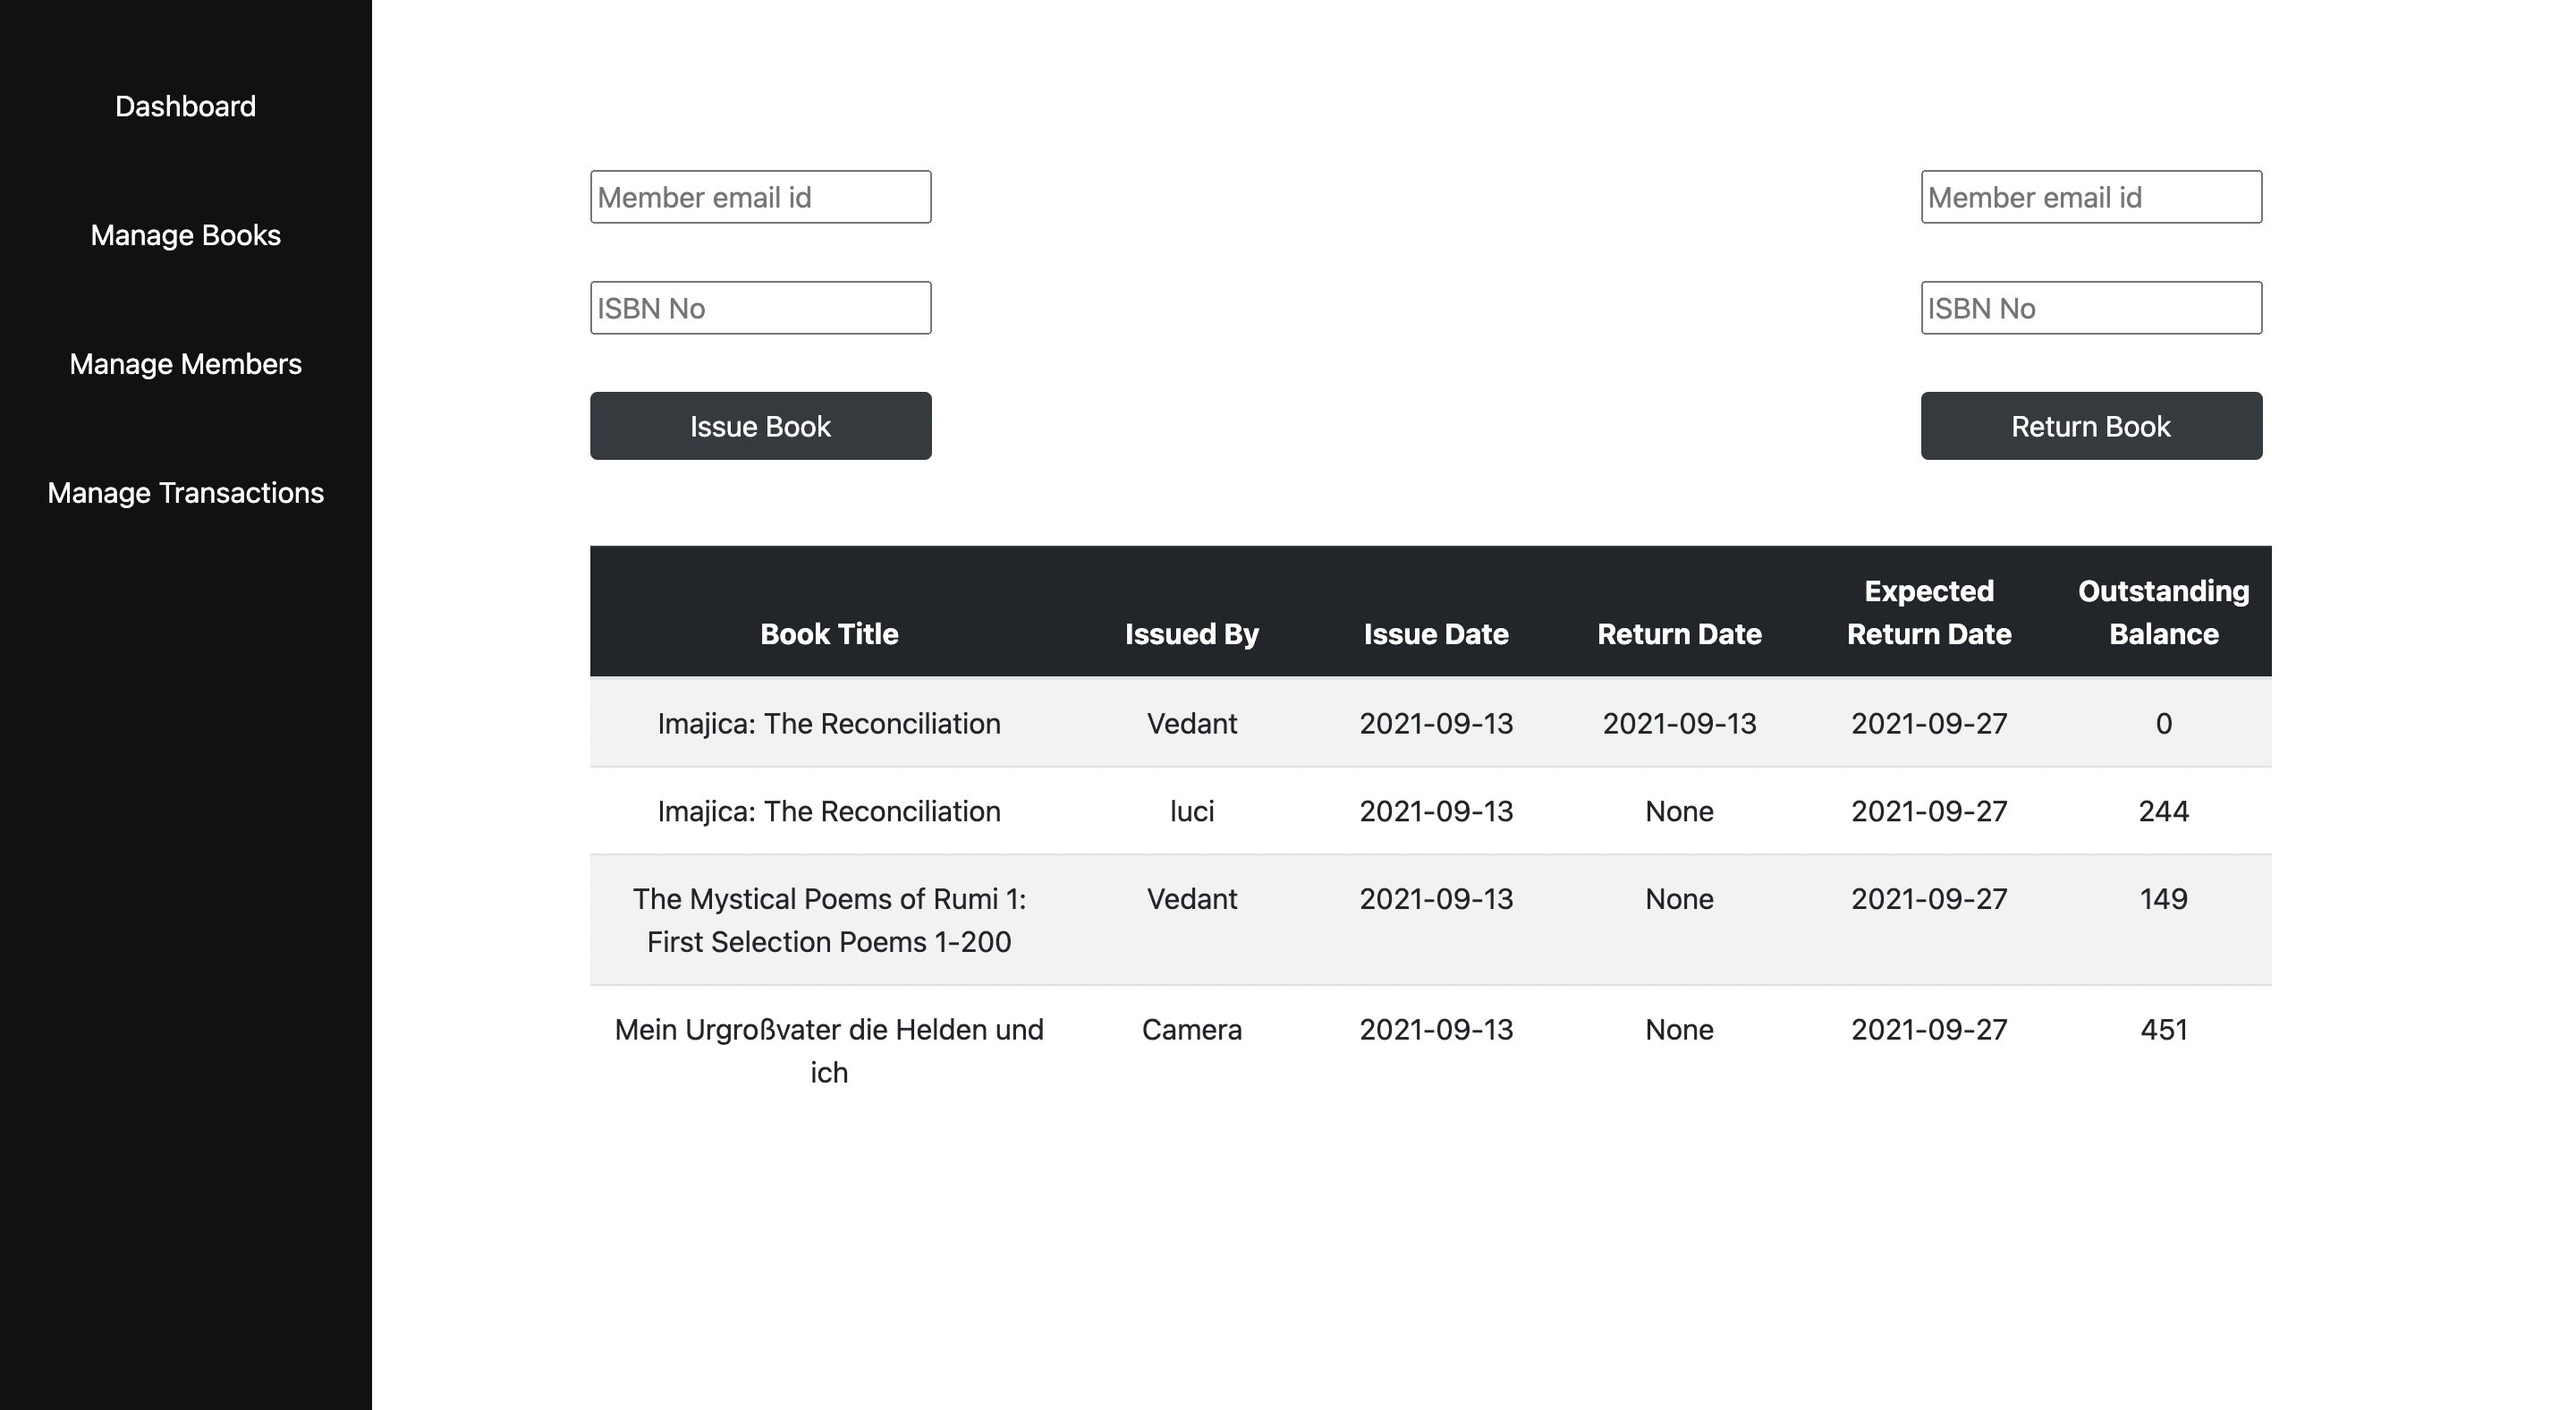 Dashboard
Manage Books
Manage Members
Manage Transactions
Member email id
ISBN No
Issue Book
Member email id
ISBN No
Return Book
Book Title Issued By Issue Date Return Date Expected Return Date Outstanding Balance
Imajica: The Reconciliation Vedant 2021-09-13 2021-09-13 2021-09-27 0
Imajica: The Reconciliation luci 2021-09-13 None 2021-09-27 244
The Mystical Poems of Rumi 1: Vedant 2021-09-13 None 2021-09-27 149
First Selection Poems 1-200
Mein Urgroßvater die Helden und Camera 2021-09-13 None 2021-09-27 451
ich